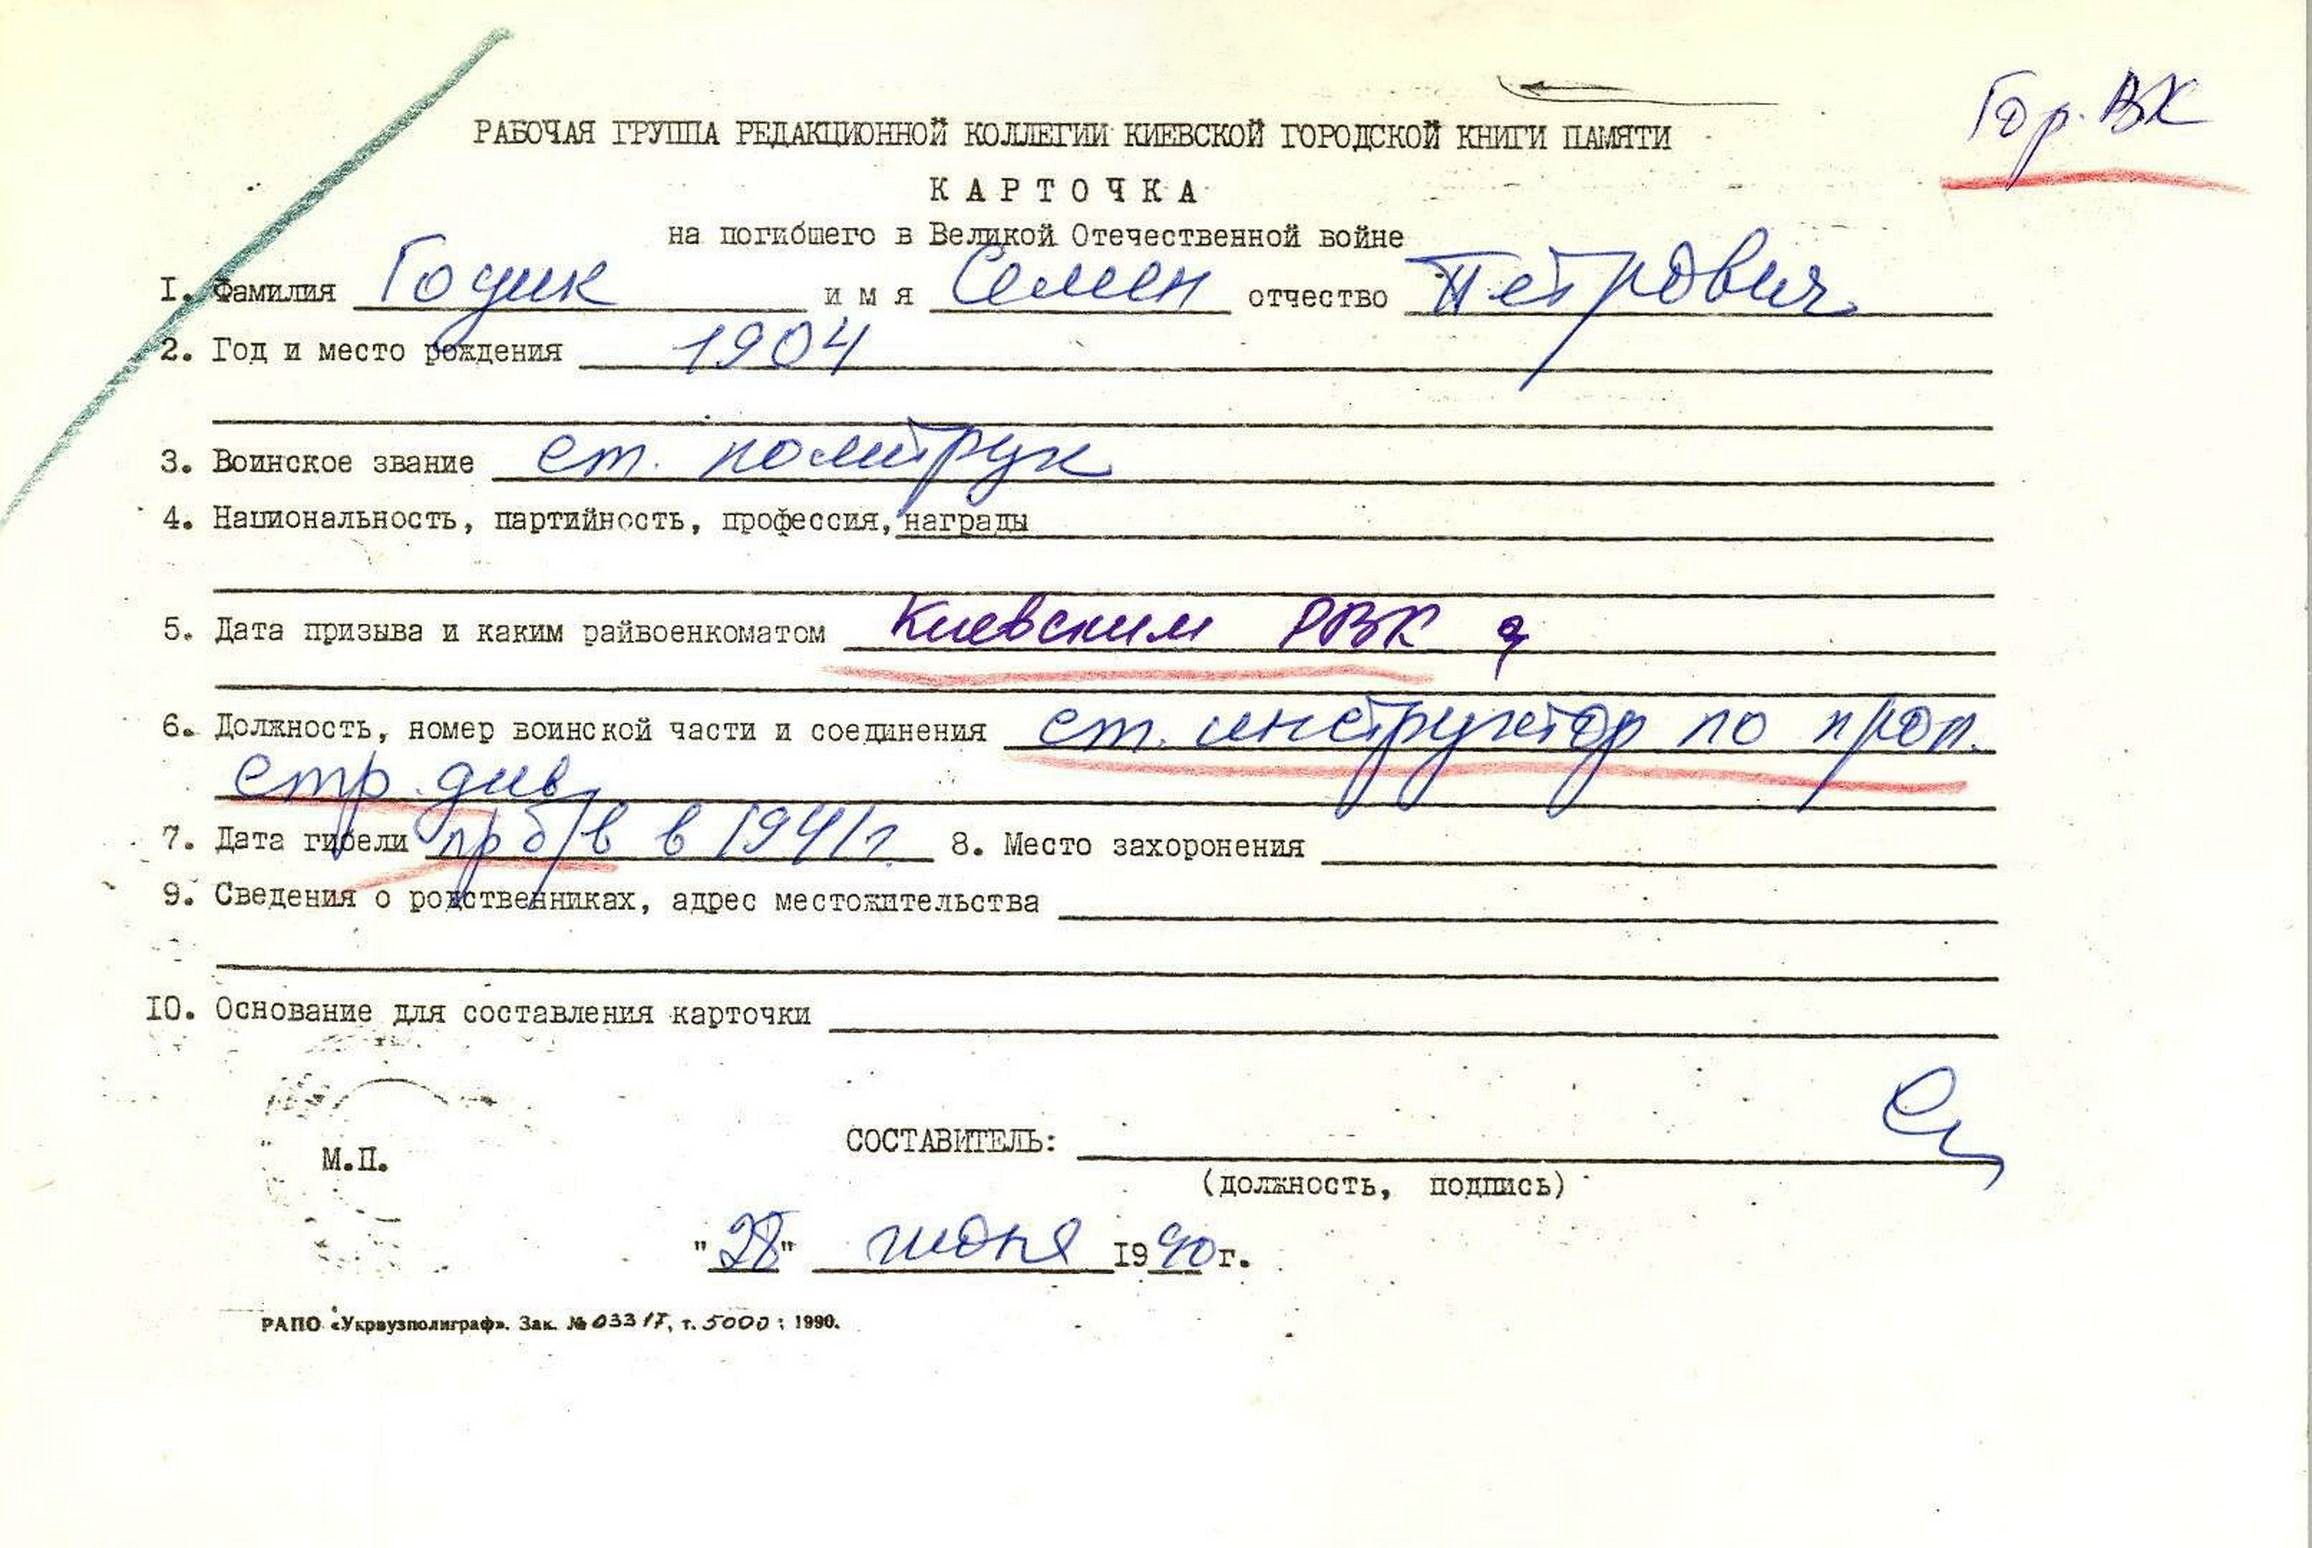 Гор. ВК
РАБОЧАЯ ГРУППА РЕДАКЦИОННОЙ КОЛЛЕГИИ КИЕВСКОЙ ГОРОДСКОЙ КНИГИ ПАМЯТИ
КАРТОЧКА
на погибшего в Великой Отечественной войне
I. Фамилия Годик имя Семен отчество Петрович
2. Год и место рождения 1904
3. Воинское звание ст. политрук
4. Национальность, партийность, профессия, награды
5. Дата призыва и каким райвоенкоматом Киевским РВК
6. Должность, номер воинской части и соединения ст. инструктор по проп.
стр. див
7. Дата гибели пр б/в в 1941г. 8. Место захоронения
9. Сведения о родственниках, адрес местожительства
IO. Основание для составления карточки
СОСТАВИТЕЛЬ:
М.П.
(должность, подпись)
"28" июня 1990г.
РАПО «Укрвузполиграф». Зак. № 03317, т. 5000 : 1990.